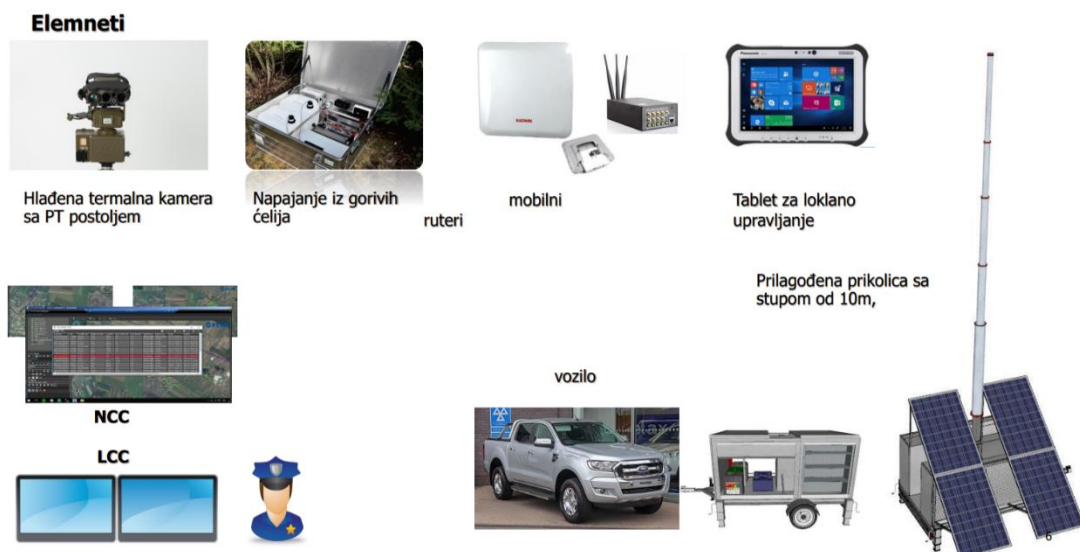 Elemneti
Hlađena termalna kamera
sa PT postoljem
Napajanje iz gorivih
ćelija
mobilni
ruteri
Tablet za loklano
upravljanje
Prilagođena prikolica sa
stupom od 10m,
NCC
LCC
vozilo
6